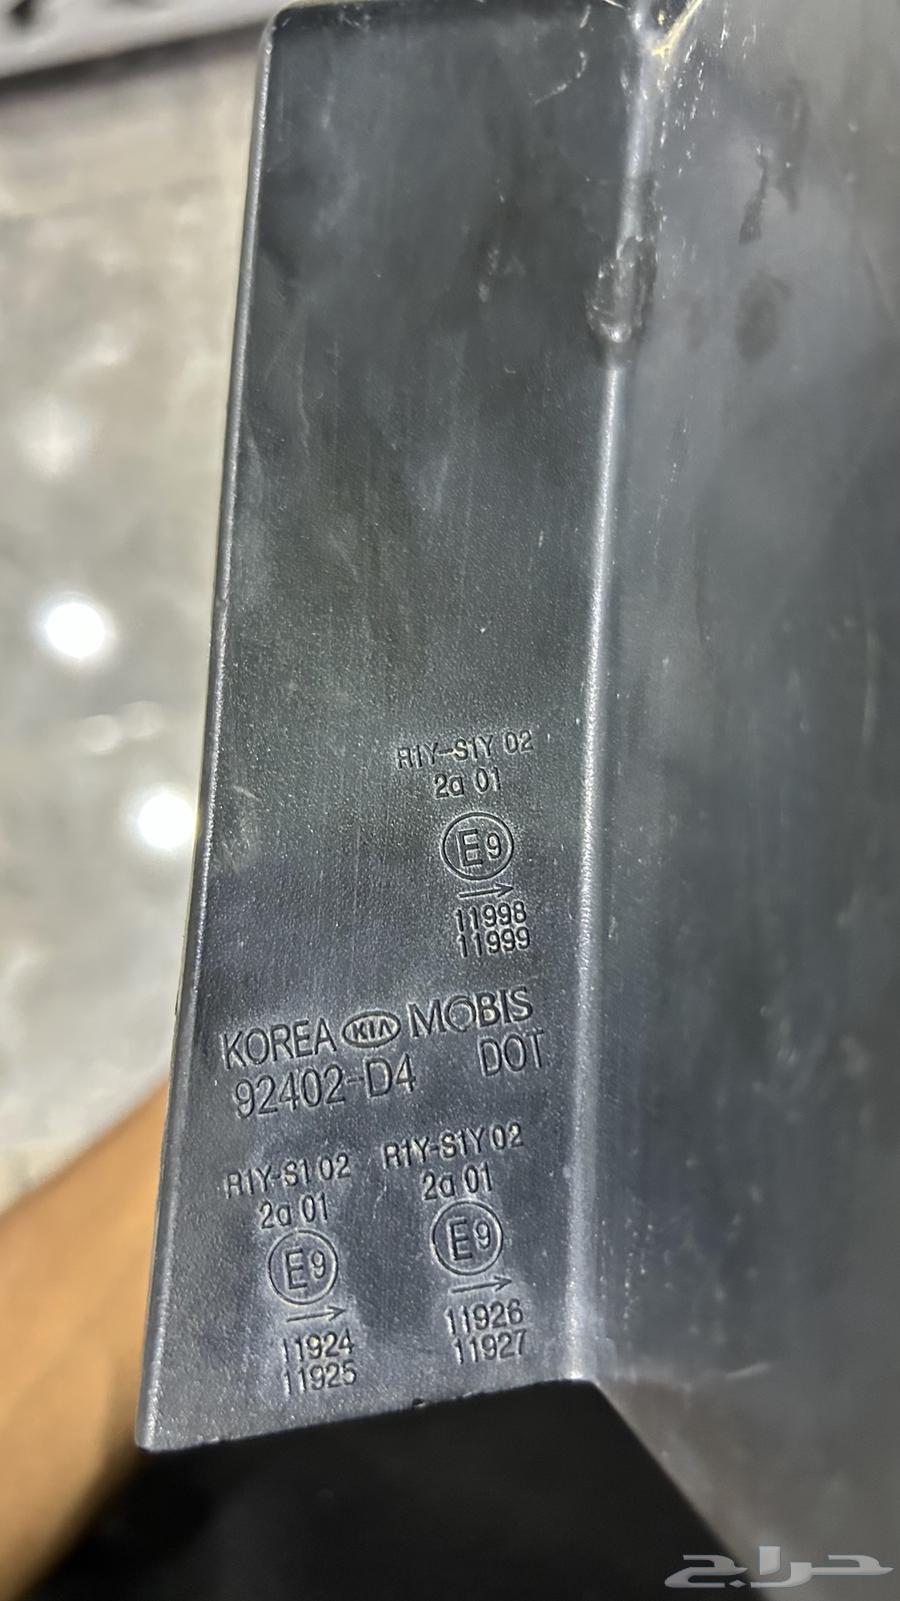 R1Y-S1Y 02
2a 01
E9
→
11998
11999
KOREA KIA MOBIS
92402-D4 DOT
R1Y-S1 02
2a 01
E9
→
11924
11925
R1Y-S1Y 02
2a 01
E9
→
11926
11927
حراج